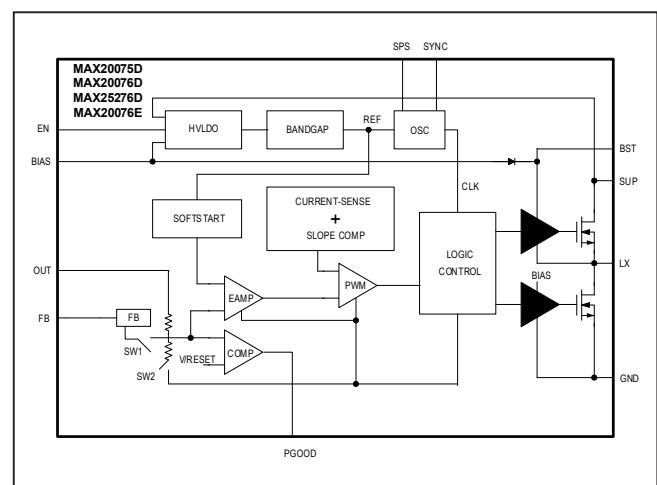 SPS SYNC
MAX20075D
MAX20076D
MAX25276D
MAX20076E
EN
HVLDO
BANDGAP
REF
OSC
BIAS
BST
SUP
CLK
SOFTSTART
CURRENT-SENSE
+
SLOPE COMP
LOGIC
CONTROL
LX
OUT
EAMP
PWM
BIAS
FB
FB
SW1
V/RESET
COMP
SW2
GND
PGOOD